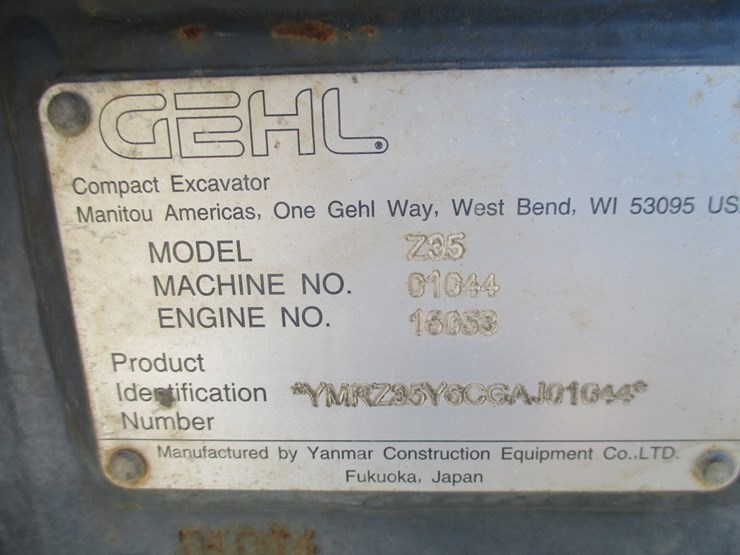 GEHL®
Compact Excavator
Manitou Americas, One Gehl Way, West Bend, WI 53095 US
MODEL Z35
MACHINE NO. 01044
ENGINE NO.
Product
Identification *YMRZ35Y6CGAJ01044*
Number
Manufactured by Yanmar Construction Equipment Co.,LTD.
Fukuoka, Japan